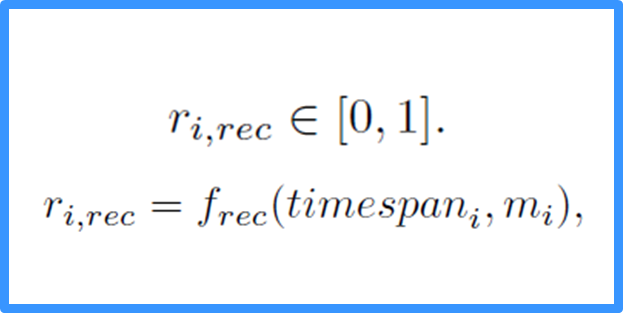 r_{i,rec} ∈ [0, 1].
r_{i,rec} = f_{rec}(timespan_i, m_i),